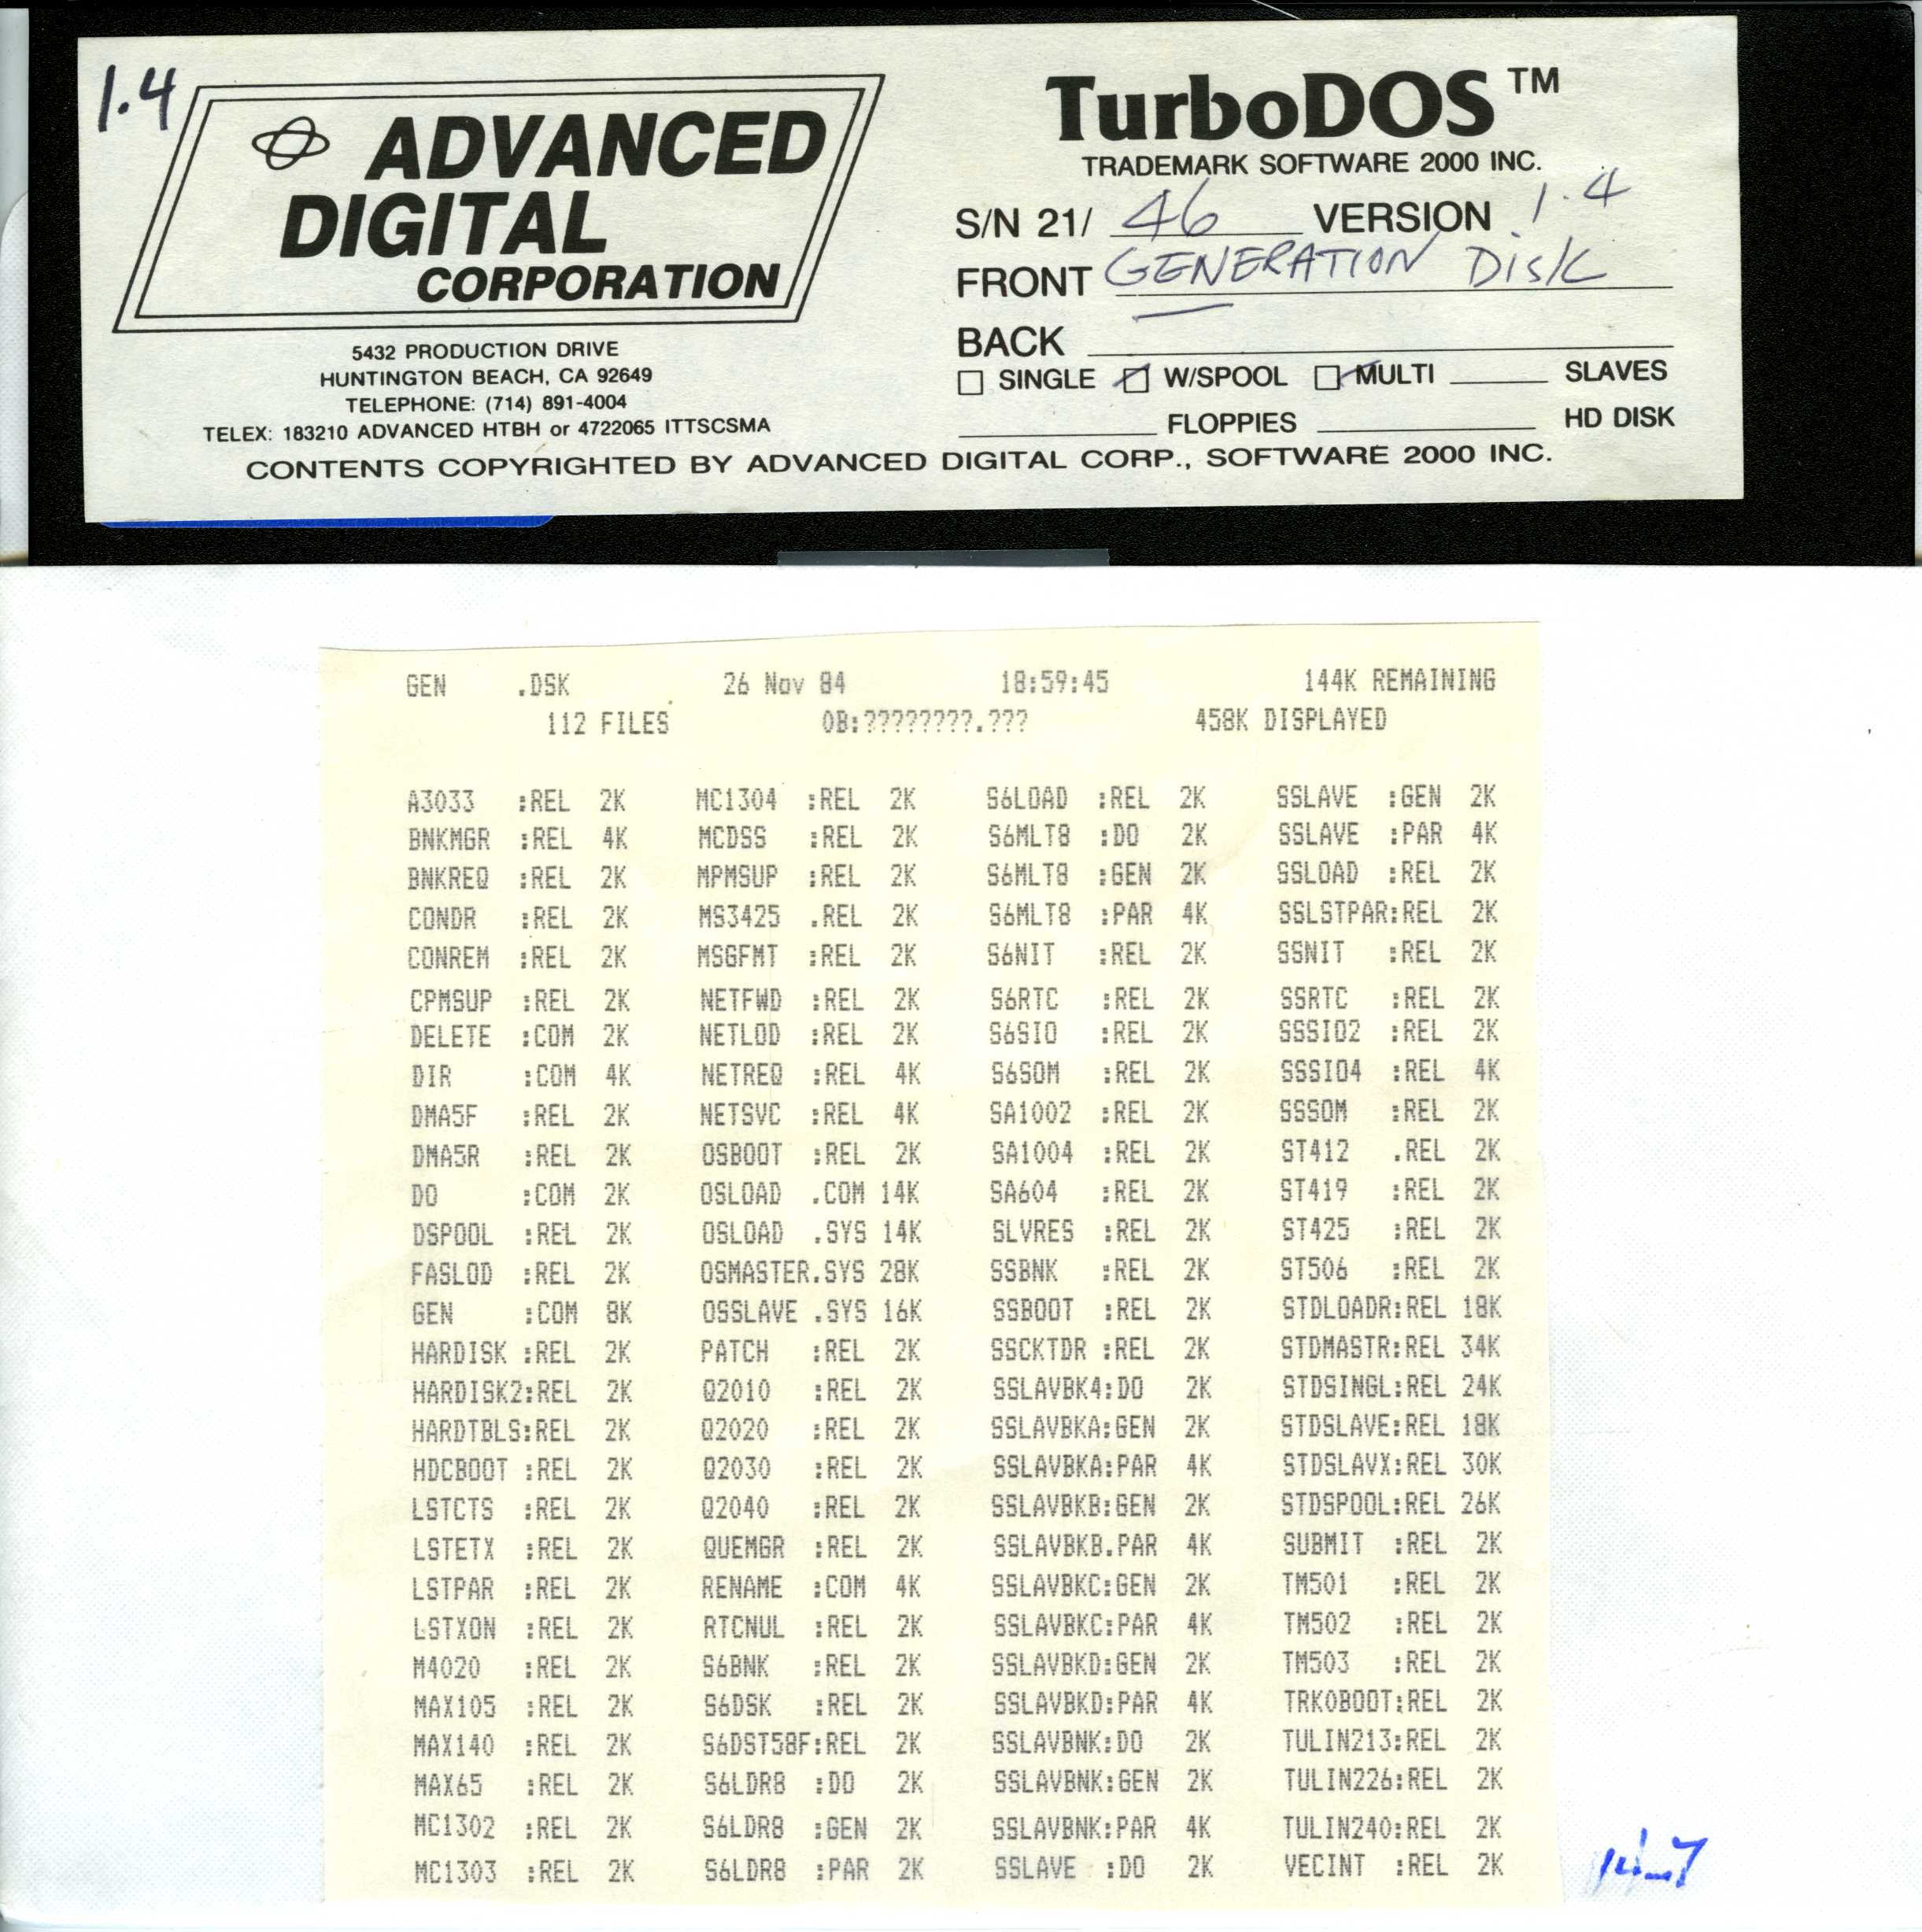 1.4
ADVANCED
DIGITAL
CORPORATION
5432 PRODUCTION DRIVE
HUNTINGTON BEACH, CA 92649
TELEPHONE: (714) 891-4004
TELEX: 183210 ADVANCED HTBH or 4722065 ITTSCSMA
TurboDOS™
TRADEMARK SOFTWARE 2000 INC.
S/N 21/ 46 VERSION 1.4
FRONT GENERATION Disk
BACK
SINGLE W/SPOOL MULTI SLAVES
FLOPPIES HD DISK
CONTENTS COPYRIGHTED BY ADVANCED DIGITAL CORP., SOFTWARE 2000 INC.
GEN .DSK 26 Nov 84 18:59:45 144K REMAINING
112 FILES 0B:????????.??? 458K DISPLAYED
A3033 :REL 2K MC1304 :REL 2K S6LOAD :REL 2K SSLAVE :GEN 2K
BNKMGR :REL 4K MCDSS :REL 2K S6MLT8 :DO 2K SSLAVE :PAR 4K
BNKREQ :REL 2K MPMSUP :REL 2K S6MLT8 :GEN 2K SSLOAD :REL 2K
CONDR :REL 2K MS3425 .REL 2K S6MLT8 :PAR 4K SSLSTPAR:REL 2K
CONREM :REL 2K MSGFMT :REL 2K S6NIT :REL 2K SSNIT :REL 2K
CPMSUP :REL 2K NETFWD :REL 2K S6RTC :REL 2K SSRTC :REL 2K
DELETE :COM 2K NETLOD :REL 2K S6SIO :REL 2K SSSIO2 :REL 2K
DIR :COM 4K NETREQ :REL 4K S6SOM :REL 2K SSSIO4 :REL 4K
DMA5F :REL 2K NETSVC :REL 4K SA1002 :REL 2K SSSOM :REL 2K
DMA5R :REL 2K OSBOOT :REL 2K SA1004 :REL 2K ST412 .REL 2K
DO :COM 2K OSLOAD .COM 14K SA604 :REL 2K ST419 :REL 2K
DSPOOL :REL 2K OSLOAD .SYS 14K SLVRES :REL 2K ST425 :REL 2K
FASLOD :REL 2K OSMASTER.SYS 28K SSBNK :REL 2K ST506 :REL 2K
GEN :COM 8K OSSLAVE .SYS 16K SSBOOT :REL 2K STDLOADR:REL 18K
HARDISK :REL 2K PATCH :REL 2K SSCKTDR :REL 2K STDMASTR:REL 34K
HARDISK2:REL 2K Q2010 :REL 2K SSLAVBK4:DO 2K STDSINGL:REL 24K
HARDTBLS:REL 2K Q2020 :REL 2K SSLAVBKA:GEN 2K STDSLAVE:REL 18K
HDCBOOT :REL 2K Q2030 :REL 2K SSLAVBKA:PAR 4K STDSLAVX:REL 30K
LSTCTS :REL 2K Q2040 :REL 2K SSLAVBKB:GEN 2K STDSPOOL:REL 26K
LSTETX :REL 2K QUEMGR :REL 2K SSLAVBKB.PAR 4K SUBMIT :REL 2K
LSTPAR :REL 2K RENAME :COM 4K SSLAVBKC:GEN 2K TM501 :REL 2K
LSTXON :REL 2K RTCNUL :REL 2K SSLAVBKC:PAR 4K TM502 :REL 2K
M4020 :REL 2K S6BNK :REL 2K SSLAVBKD:GEN 2K TM503 :REL 2K
MAX105 :REL 2K S6DSK :REL 2K SSLAVBKD:PAR 4K TRKOBOOT:REL 2K
MAX140 :REL 2K S6DST58F:REL 2K SSLAVBNK:DO 2K TULIN213:REL 2K
MAX65 :REL 2K S6LDR8 :DO 2K SSLAVBNK:GEN 2K TULIN226:REL 2K
MC1302 :REL 2K S6LDR8 :GEN 2K SSLAVBNK:PAR 4K TULIN240:REL 2K
MC1303 :REL 2K S6LDR8 :PAR 2K SSLAVE :DO 2K VECINT :REL 2K